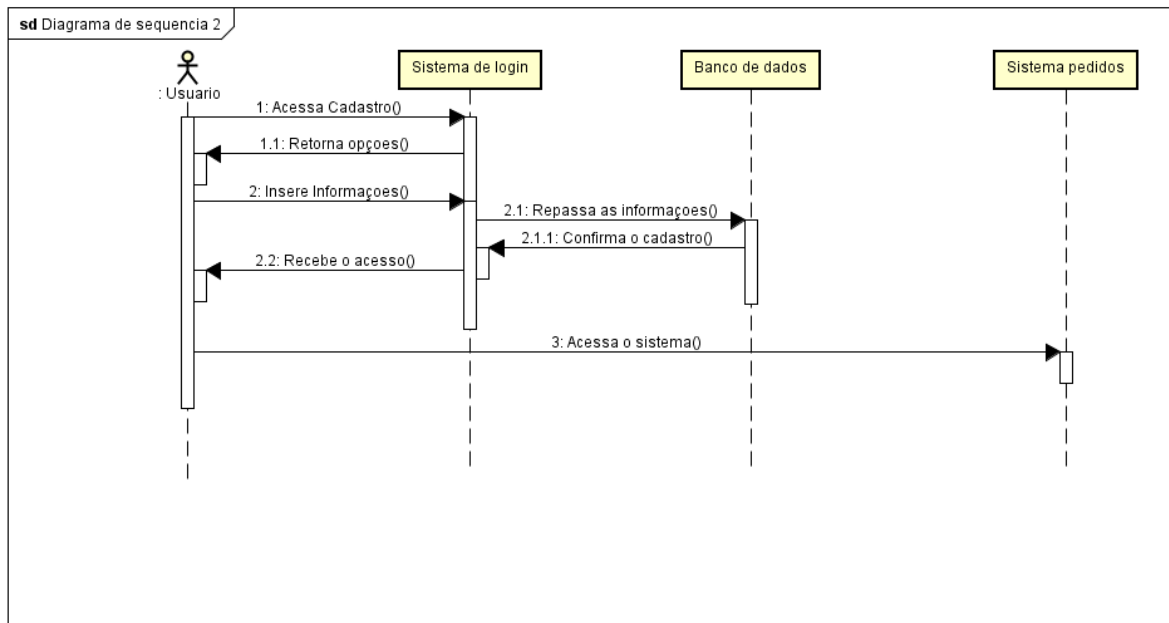 sd Diagrama de sequencia 2
: Usuario
Sistema de login
Banco de dados
Sistema pedidos
1: Acessa Cadastro()
1.1: Retorna opçoes()
2: Insere Informaçoes()
2.1: Repassa as informaçoes()
2.1.1: Confirma o cadastro()
2.2: Recebe o acesso()
3: Acessa o sistema()